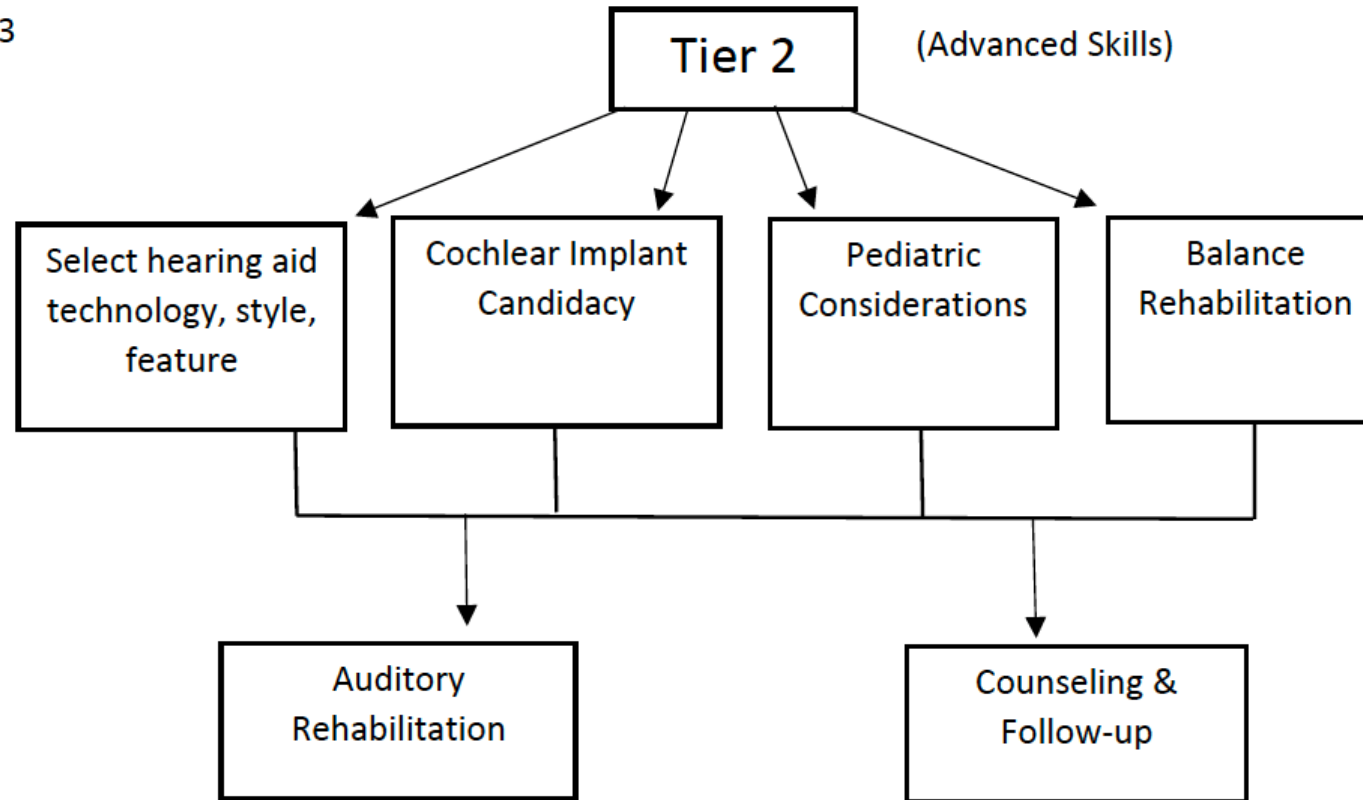 3
Tier 2
(Advanced Skills)
Select hearing aid
technology, style,
feature
Cochlear Implant
Candidacy
Pediatric
Considerations
Balance
Rehabilitation
Auditory
Rehabilitation
Counseling &
Follow-up